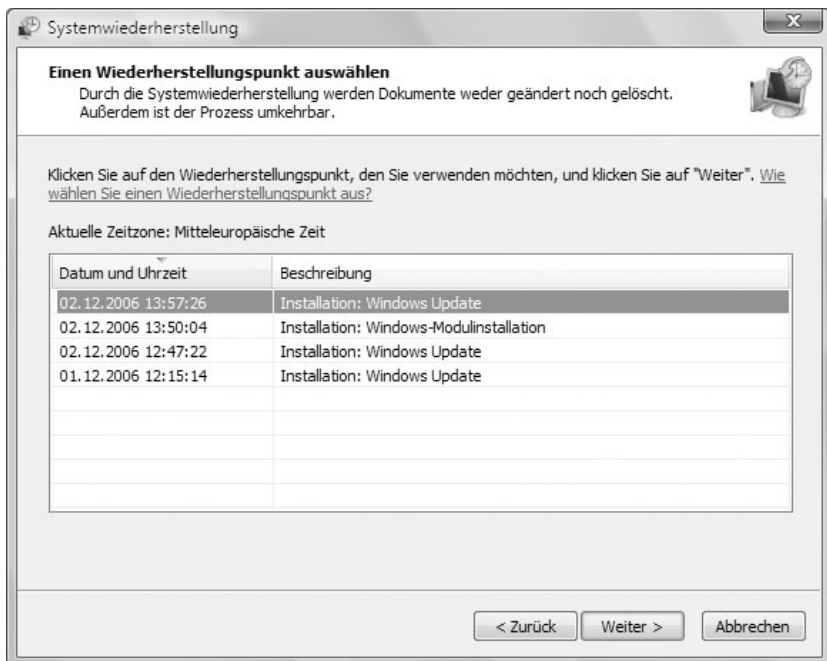 Systemwiederherstellung
Einen Wiederherstellungspunkt auswählen
Durch die Systemwiederherstellung werden Dokumente weder geändert noch gelöscht.
Außerdem ist der Prozess umkehrbar.
Klicken Sie auf den Wiederherstellungspunkt, den Sie verwenden möchten, und klicken Sie auf "Weiter". Wie
wählen Sie einen Wiederherstellungspunkt aus?
Aktuelle Zeitzone: Mitteleuropäische Zeit
Datum und Uhrzeit Beschreibung
02.12.2006 13:57:26 Installation: Windows Update
02.12.2006 13:50:04 Installation: Windows-Modulinstallation
02.12.2006 12:47:22 Installation: Windows Update
01.12.2006 12:15:14 Installation: Windows Update
< Zurück Weiter > Abbrechen